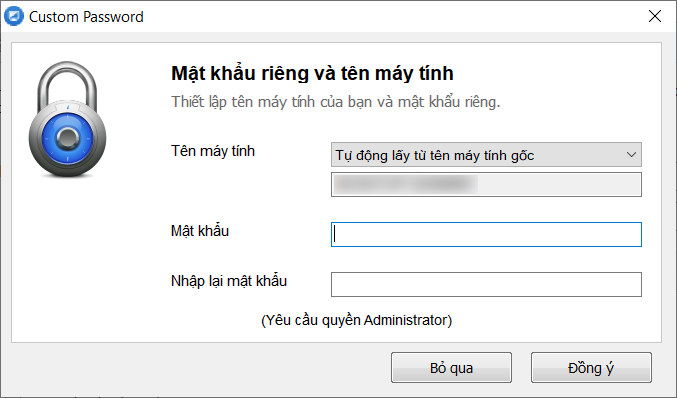 Custom Password
Mật khẩu riêng và tên máy tính
Thiết lập tên máy tính của bạn và mật khẩu riêng.
Tên máy tính
Tự động lấy từ tên máy tính gốc
Mật khẩu
Nhập lại mật khẩu
(Yêu cầu quyền Administrator)
Bỏ qua
Đồng ý